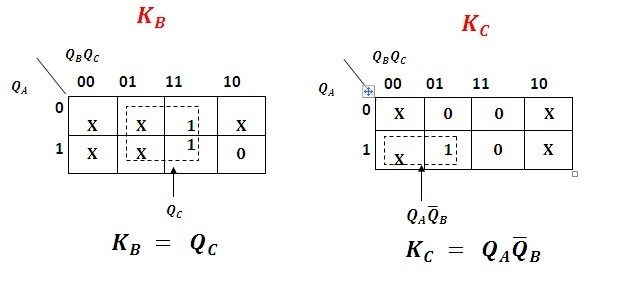 K_B
Q_BQ_C
Q_A
00 01 11 10
0 X X 1 X
1 X X 1 0
Q_C
K_B = Q_C
K_C
Q_BQ_C
Q_A
00 01 11 10
0 X 0 0 X
1 X 1 0 X
Q_AQ̅_B
K_C = Q_AQ̅_B